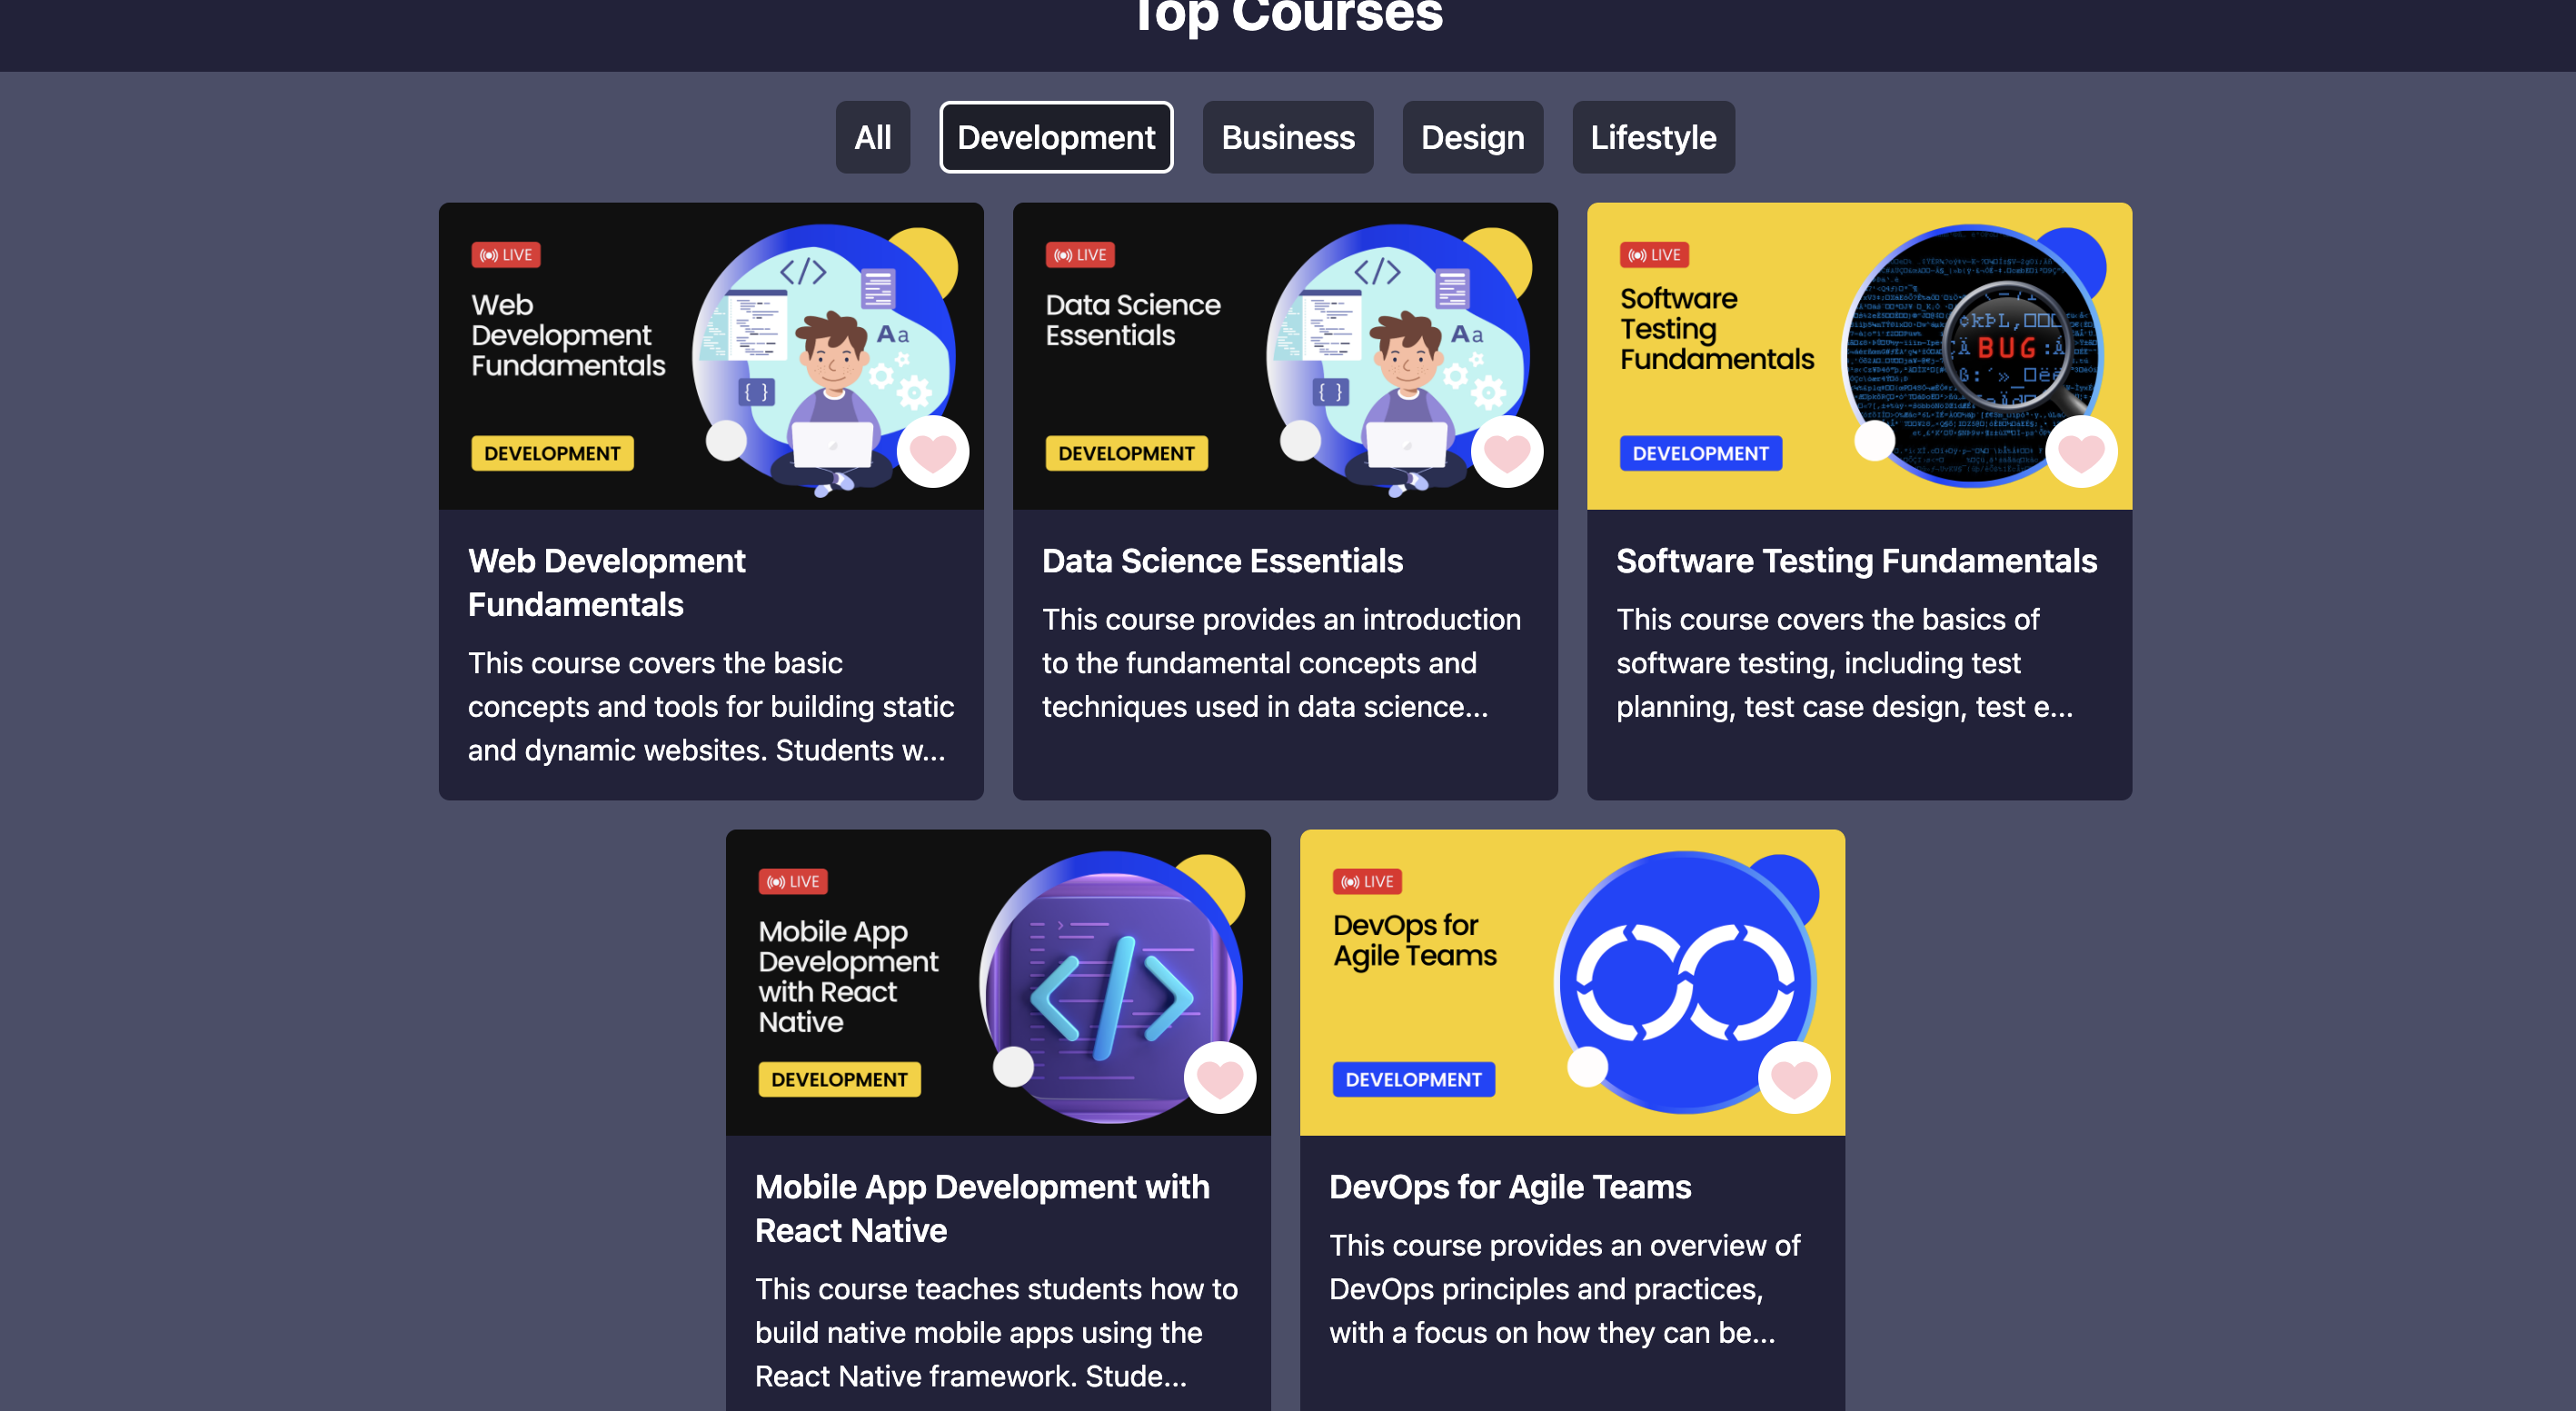 Top Courses
All
Development
Business
Design
Lifestyle
LIVE
Web
Development
Fundamentals
</>
Aa
{ }
DEVELOPMENT
Web Development
Fundamentals
This course covers the basic
concepts and tools for building static
and dynamic websites. Students w...
LIVE
Data Science
Essentials
</>
Aa
{ }
DEVELOPMENT
Data Science Essentials
This course provides an introduction
to the fundamental concepts and
techniques used in data science...
LIVE
Software
Testing
Fundamentals
BUG
DEVELOPMENT
Software Testing Fundamentals
This course covers the basics of
software testing, including test
planning, test case design, test e...
LIVE
Mobile App
Development
with React
Native
</>
DEVELOPMENT
Mobile App Development with
React Native
This course teaches students how to
build native mobile apps using the
React Native framework. Stude...
LIVE
DevOps for
Agile Teams
DEVELOPMENT
DevOps for Agile Teams
This course provides an overview of
DevOps principles and practices,
with a focus on how they can be...